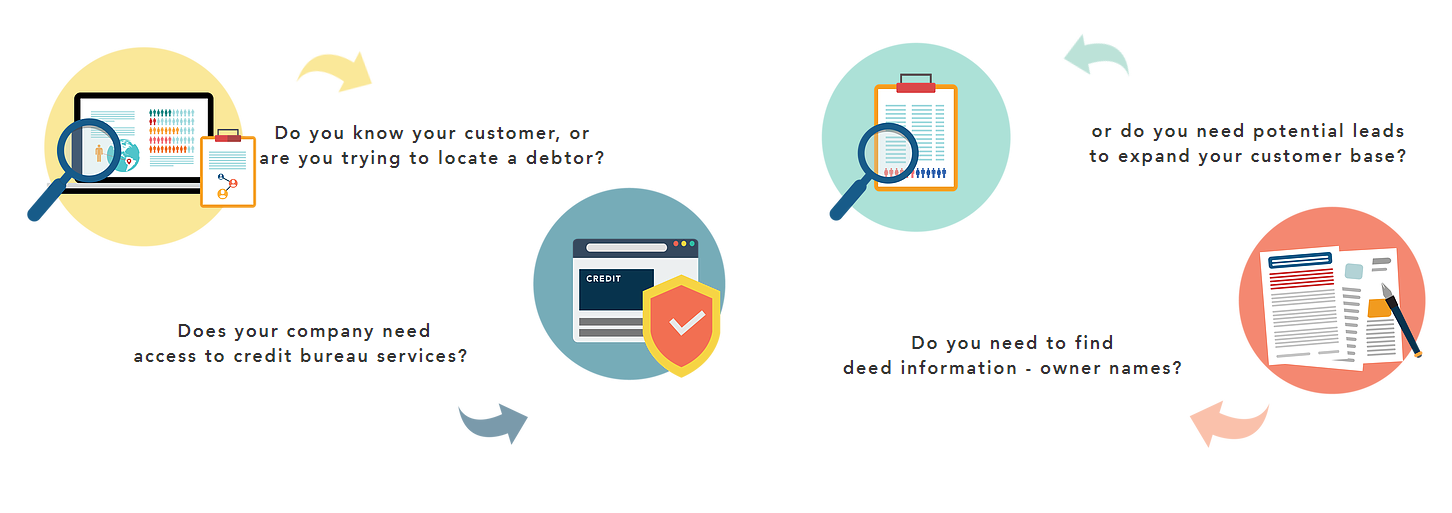 Do you know your customer, or
are you trying to locate a debtor?
CREDIT
Does your company need
access to credit bureau services?
or do you need potential leads
to expand your customer base?
Do you need to find
deed information - owner names?